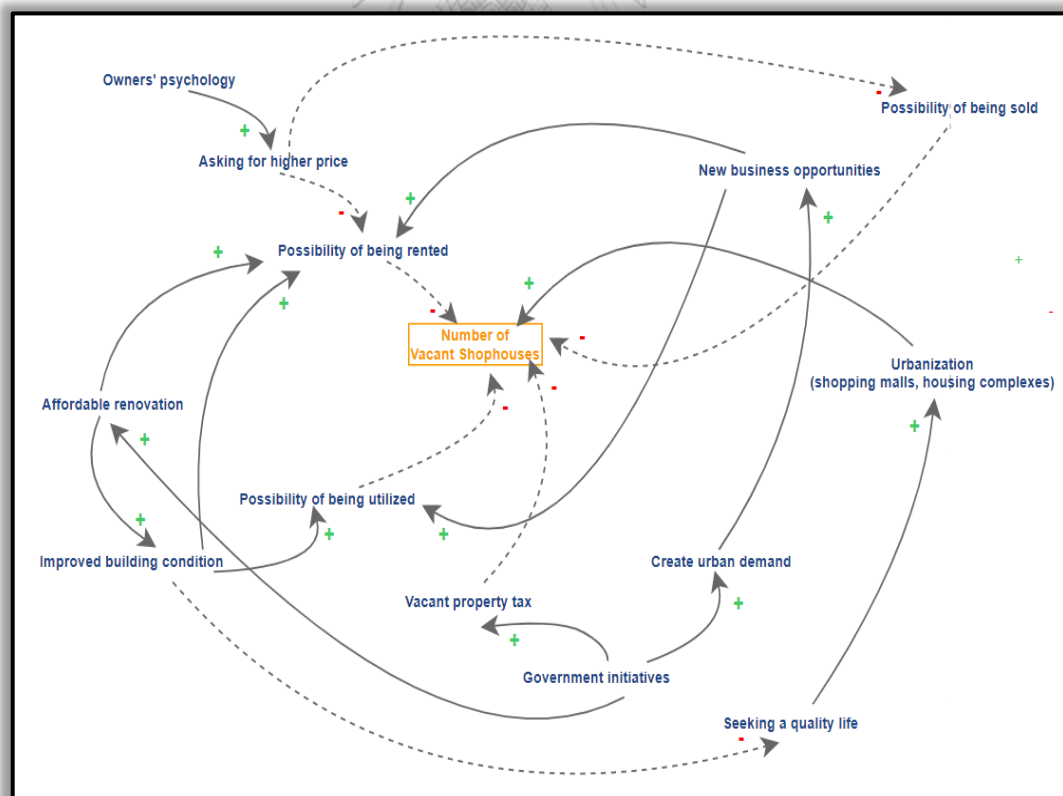 Owners' psychology
+
-
Possibility of being sold
Asking for higher price
New business opportunities
-
+
+
+
Possibility of being rented
+
+
+
-
Number of
Vacant Shophouses
-
-
Urbanization
(shopping malls, housing complexes)
-
-
Affordable renovation
+
+
Possibility of being utilized
+
+
+
Improved building condition
Create urban demand
Vacant property tax
+
+
Government initiatives
Seeking a quality life
-